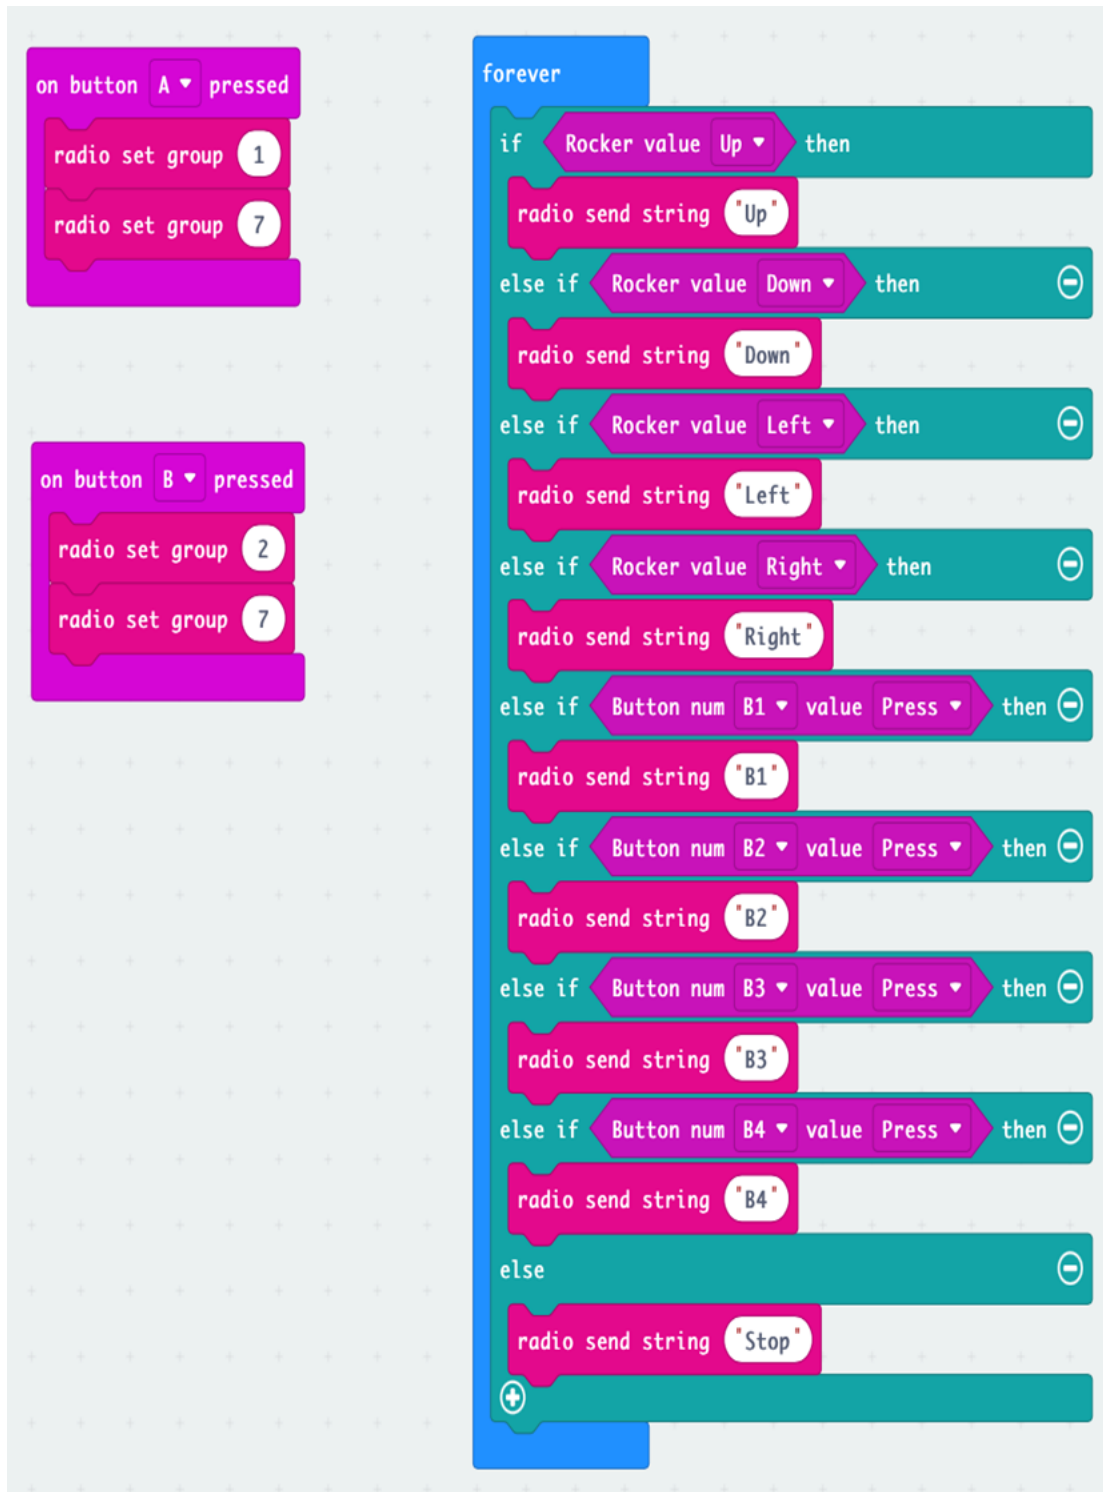 on button A pressed
radio set group 1
radio set group 7
on button B pressed
radio set group 2
radio set group 7
forever
if Rocker value Up then
radio send string "Up"
else if Rocker value Down then
radio send string "Down"
else if Rocker value Left then
radio send string "Left"
else if Rocker value Right then
radio send string "Right"
else if Button num B1 value Press then
radio send string "B1"
else if Button num B2 value Press then
radio send string "B2"
else if Button num B3 value Press then
radio send string "B3"
else if Button num B4 value Press then
radio send string "B4"
else
radio send string "Stop"